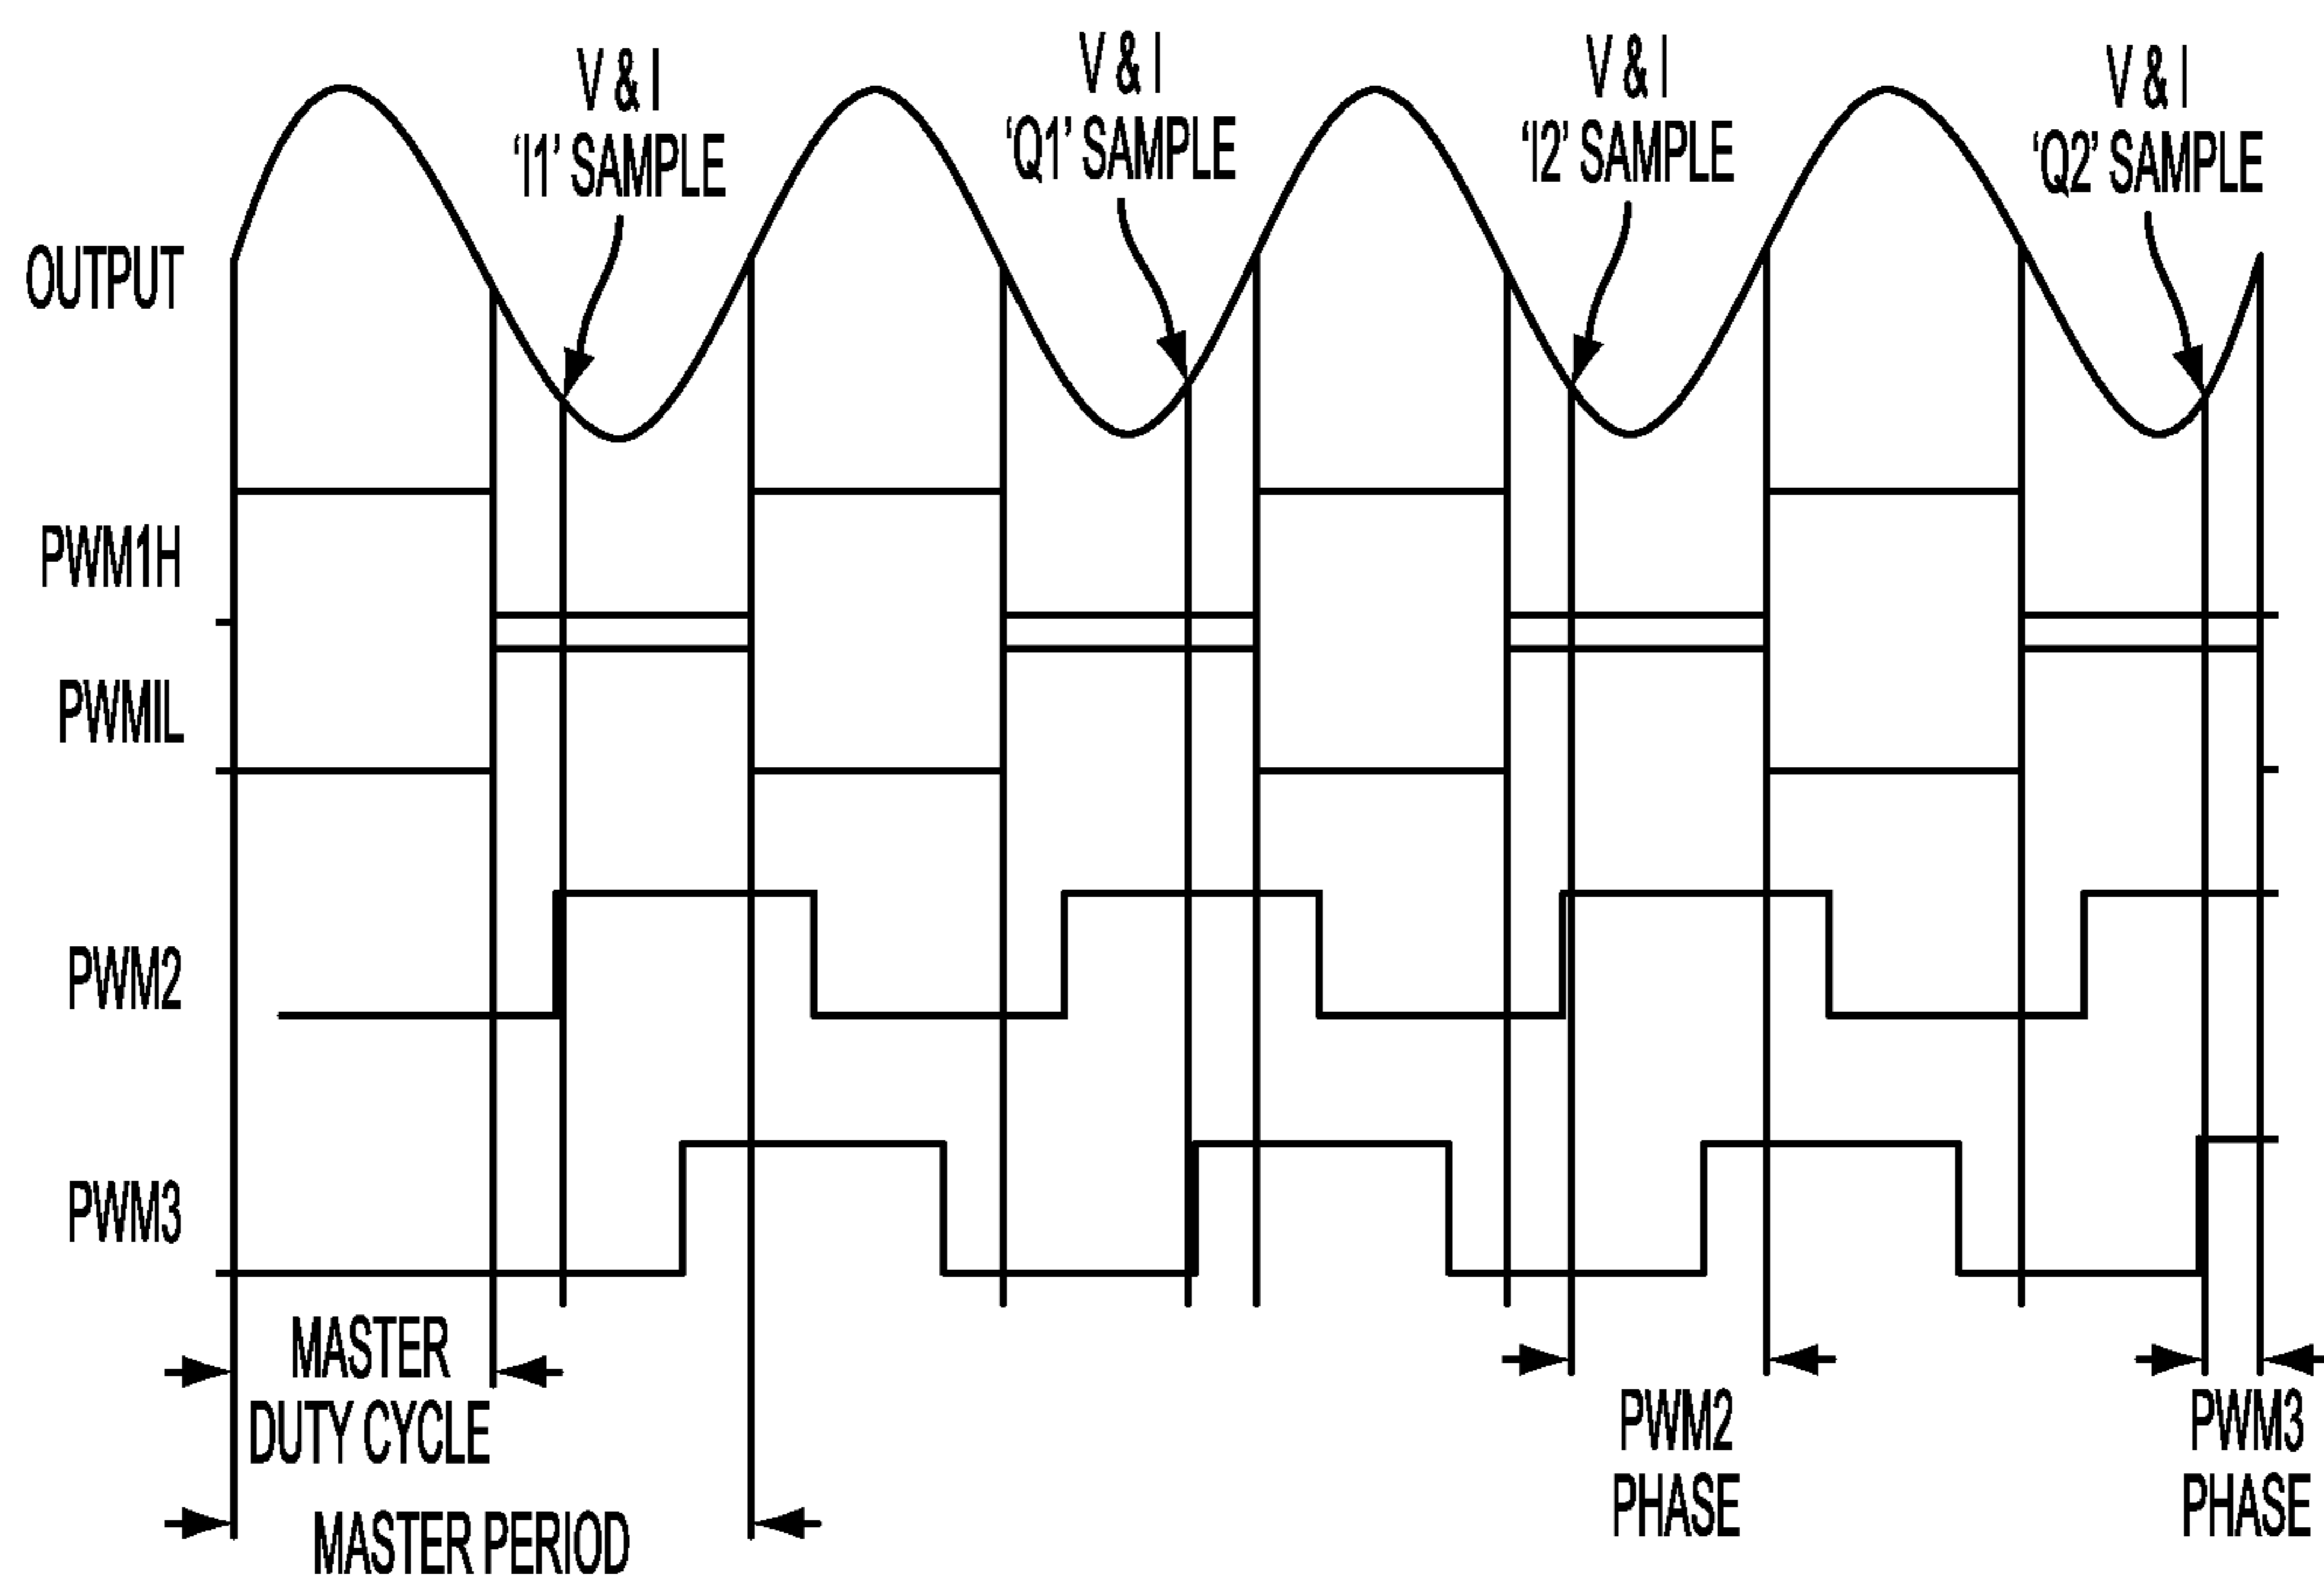 V & I
'I1' SAMPLE
V & I
'Q1' SAMPLE
V & I
'I2' SAMPLE
V & I
'Q2' SAMPLE
OUTPUT
PWM1H
PWMIL
PWM2
PWM3
MASTER
DUTY CYCLE
MASTER PERIOD
PWM2
PHASE
PWM3
PHASE